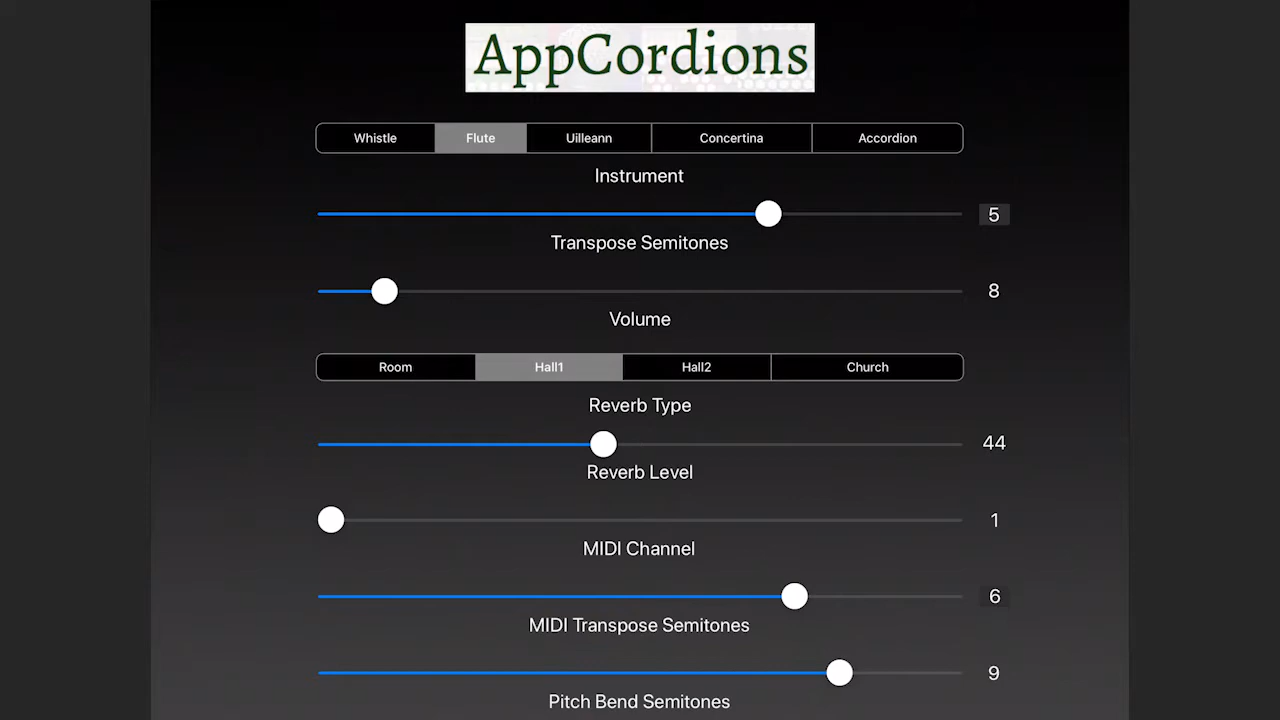 AppCordions
Whistle Flute Uilleann Concertina Accordion
Instrument
5
Transpose Semitones
8
Volume
Room Hall1 Hall2 Church
Reverb Type
44
Reverb Level
1
MIDI Channel
6
MIDI Transpose Semitones
9
Pitch Bend Semitones